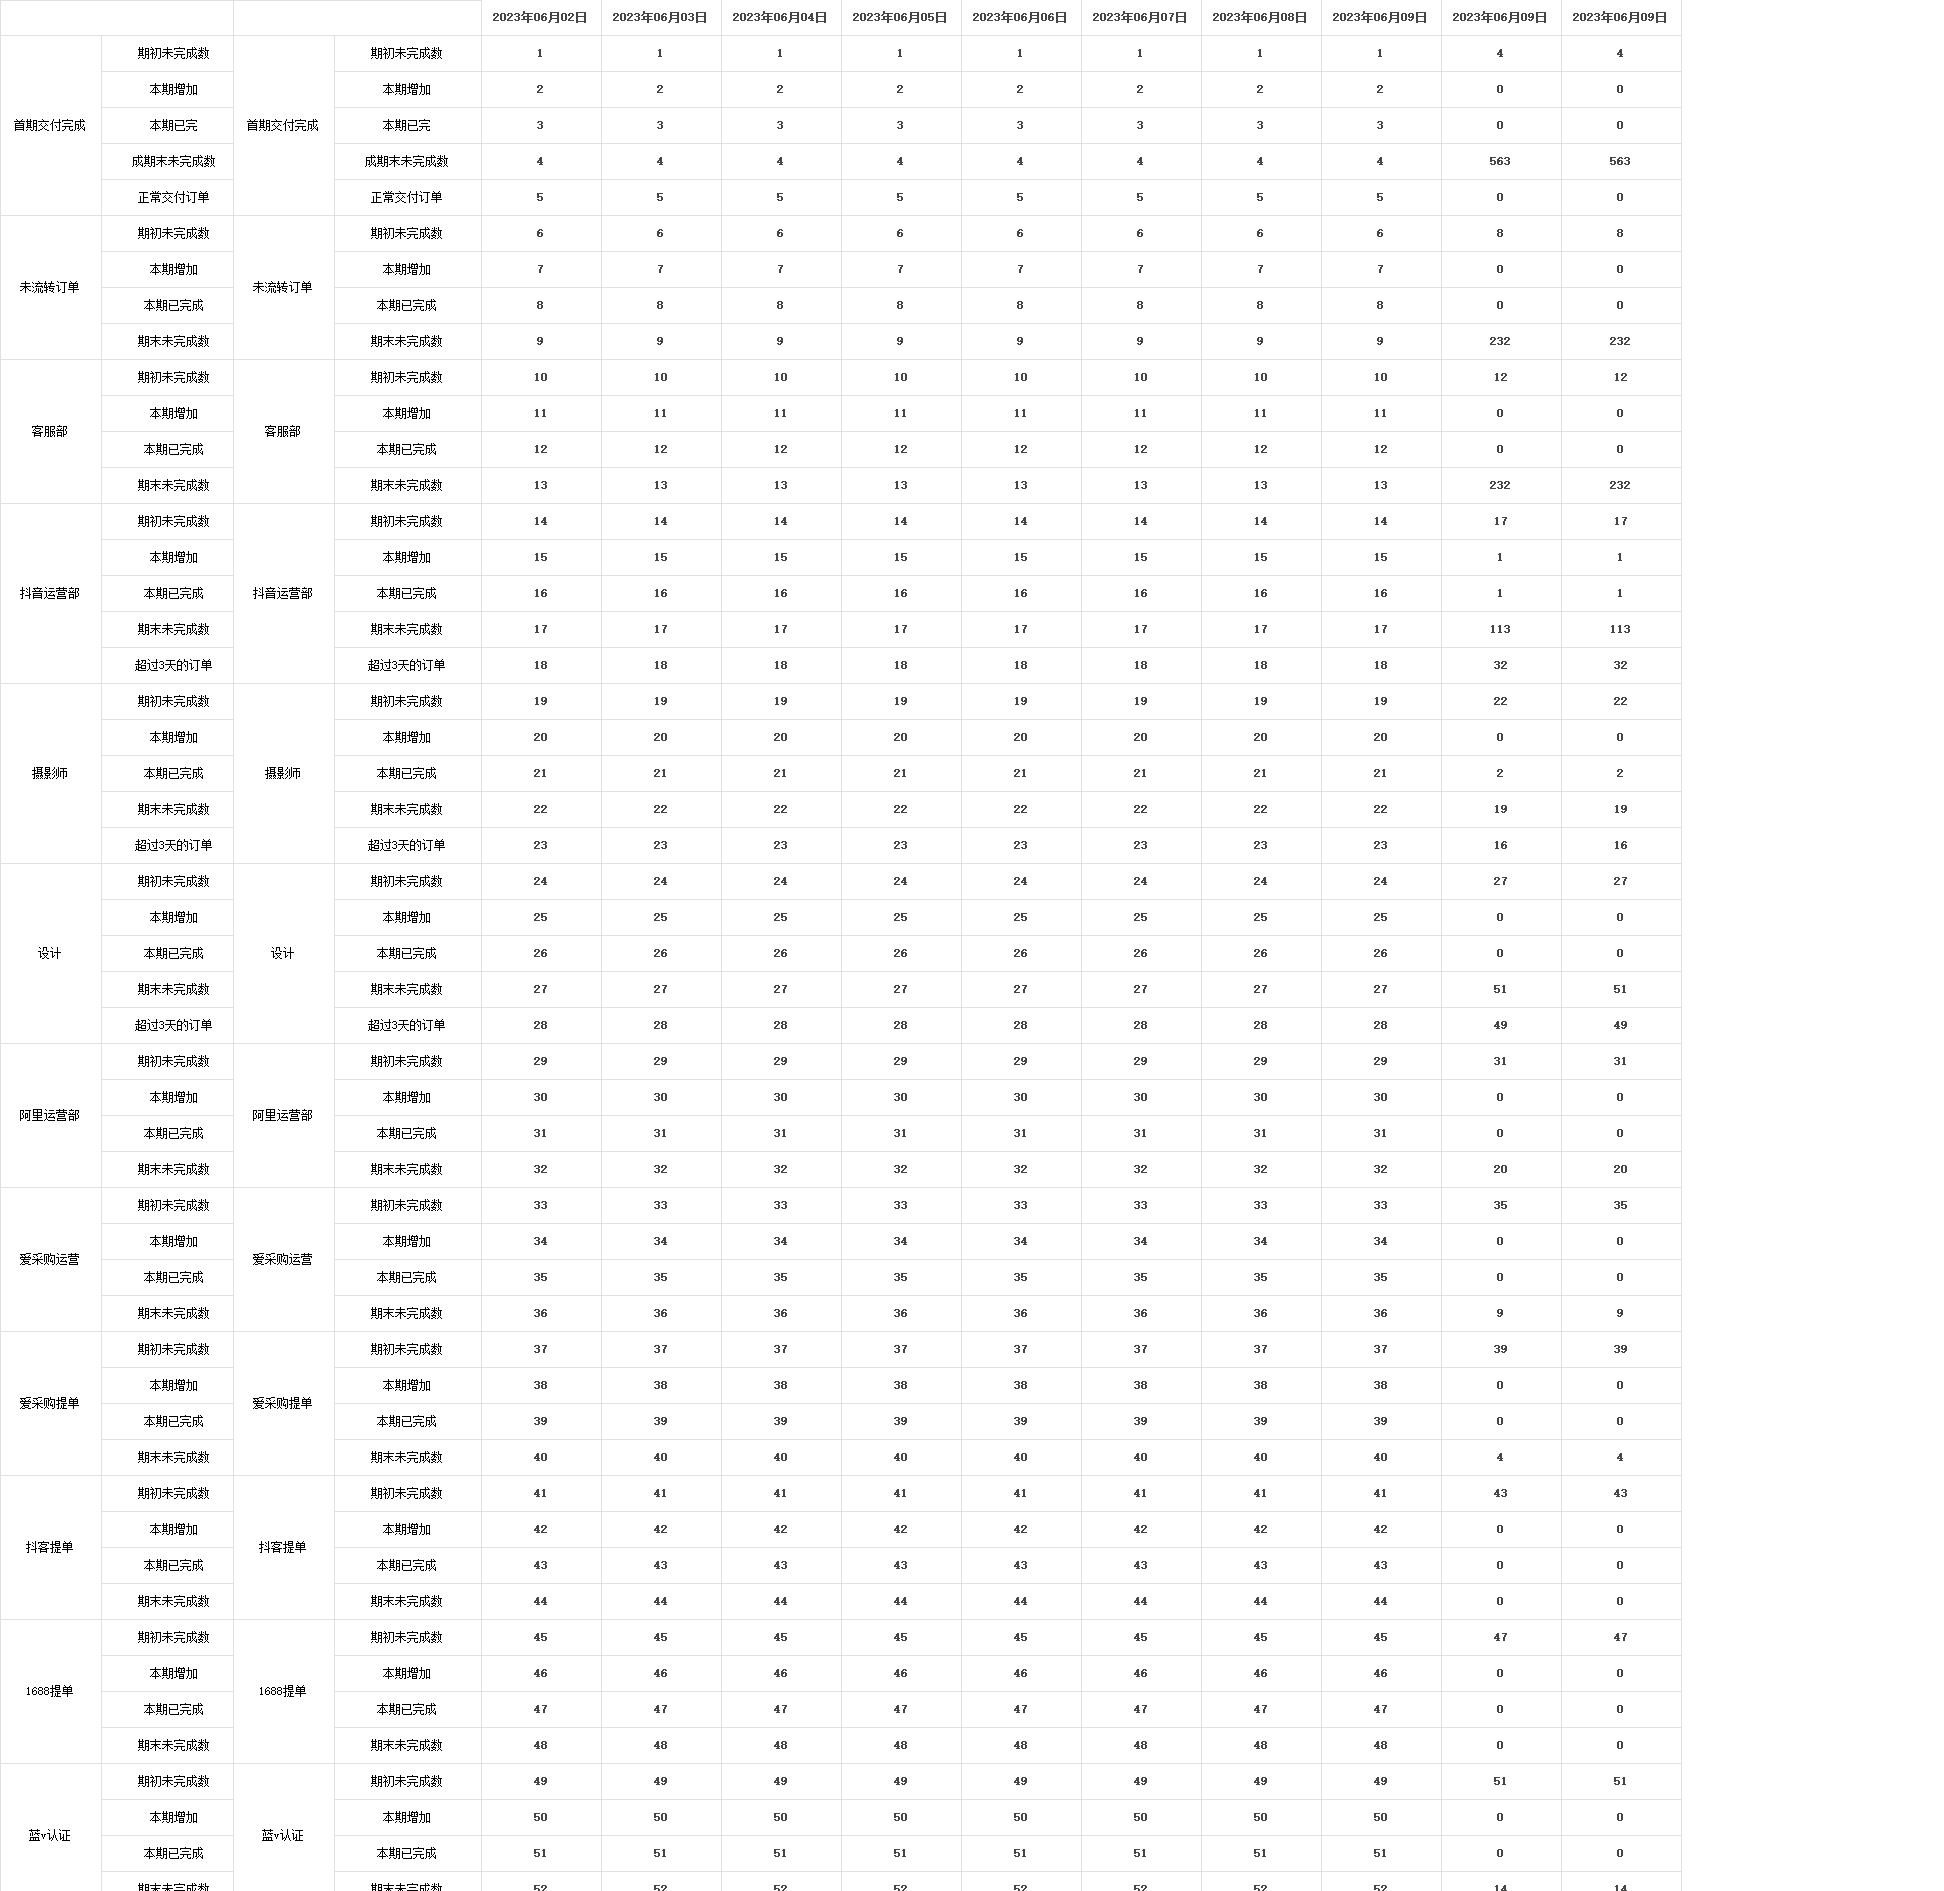 2023年06月02日 2023年06月03日 2023年06月04日 2023年06月05日 2023年06月06日 2023年06月07日 2023年06月08日 2023年06月09日 2023年06月09日 2023年06月09日
期初未完成数 期初未完成数 1 1 1 1 1 1 1 1 4 4
本期增加 本期增加 2 2 2 2 2 2 2 2 0 0
首期交付完成 本期已完 首期交付完成 本期已完 3 3 3 3 3 3 3 3 0 0
成期末未完成数 成期末未完成数 4 4 4 4 4 4 4 4 563 563
正常交付订单 正常交付订单 5 5 5 5 5 5 5 5 0 0
期初未完成数 期初未完成数 6 6 6 6 6 6 6 6 8 8
本期增加 本期增加 7 7 7 7 7 7 7 7 0 0
未流转订单 未流转订单
本期已完成 本期已完成 8 8 8 8 8 8 8 8 0 0
期末未完成数 期末未完成数 9 9 9 9 9 9 9 9 232 232
期初未完成数 期初未完成数 10 10 10 10 10 10 10 10 12 12
本期增加 本期增加 11 11 11 11 11 11 11 11 0 0
客服部 客服部
本期已完成 本期已完成 12 12 12 12 12 12 12 12 0 0
期末未完成数 期末未完成数 13 13 13 13 13 13 13 13 232 232
期初未完成数 期初未完成数 14 14 14 14 14 14 14 14 17 17
本期增加 本期增加 15 15 15 15 15 15 15 15 1 1
抖音运营部 本期已完成 抖音运营部 本期已完成 16 16 16 16 16 16 16 16 1 1
期末未完成数 期末未完成数 17 17 17 17 17 17 17 17 113 113
超过3天的订单 超过3天的订单 18 18 18 18 18 18 18 18 32 32
期初未完成数 期初未完成数 19 19 19 19 19 19 19 19 22 22
本期增加 本期增加 20 20 20 20 20 20 20 20 0 0
摄影师 本期已完成 摄影师 本期已完成 21 21 21 21 21 21 21 21 2 2
期末未完成数 期末未完成数 22 22 22 22 22 22 22 22 19 19
超过3天的订单 超过3天的订单 23 23 23 23 23 23 23 23 16 16
期初未完成数 期初未完成数 24 24 24 24 24 24 24 24 27 27
本期增加 本期增加 25 25 25 25 25 25 25 25 0 0
设计 本期已完成 设计 本期已完成 26 26 26 26 26 26 26 26 0 0
期末未完成数 期末未完成数 27 27 27 27 27 27 27 27 51 51
超过3天的订单 超过3天的订单 28 28 28 28 28 28 28 28 49 49
期初未完成数 期初未完成数 29 29 29 29 29 29 29 29 31 31
本期增加 本期增加 30 30 30 30 30 30 30 30 0 0
阿里运营部 阿里运营部
本期已完成 本期已完成 31 31 31 31 31 31 31 31 0 0
期末未完成数 期末未完成数 32 32 32 32 32 32 32 32 20 20
期初未完成数 期初未完成数 33 33 33 33 33 33 33 33 35 35
本期增加 本期增加 34 34 34 34 34 34 34 34 0 0
爱采购运营 爱采购运营
本期已完成 本期已完成 35 35 35 35 35 35 35 35 0 0
期末未完成数 期末未完成数 36 36 36 36 36 36 36 36 9 9
期初未完成数 期初未完成数 37 37 37 37 37 37 37 37 39 39
本期增加 本期增加 38 38 38 38 38 38 38 38 0 0
爱采购提单 爱采购提单
本期已完成 本期已完成 39 39 39 39 39 39 39 39 0 0
期末未完成数 期末未完成数 40 40 40 40 40 40 40 40 4 4
期初未完成数 期初未完成数 41 41 41 41 41 41 41 41 43 43
本期增加 本期增加 42 42 42 42 42 42 42 42 0 0
抖客提单 抖客提单
本期已完成 本期已完成 43 43 43 43 43 43 43 43 0 0
期末未完成数 期末未完成数 44 44 44 44 44 44 44 44 0 0
期初未完成数 期初未完成数 45 45 45 45 45 45 45 45 47 47
本期增加 本期增加 46 46 46 46 46 46 46 46 0 0
1688提单 1688提单
本期已完成 本期已完成 47 47 47 47 47 47 47 47 0 0
期末未完成数 期末未完成数 48 48 48 48 48 48 48 48 0 0
期初未完成数 期初未完成数 49 49 49 49 49 49 49 49 51 51
本期增加 本期增加 50 50 50 50 50 50 50 50 0 0
蓝v认证 蓝v认证
本期已完成 本期已完成 51 51 51 51 51 51 51 51 0 0
期末未完成数 期末未完成数 52 52 52 52 52 52 52 52 14 14